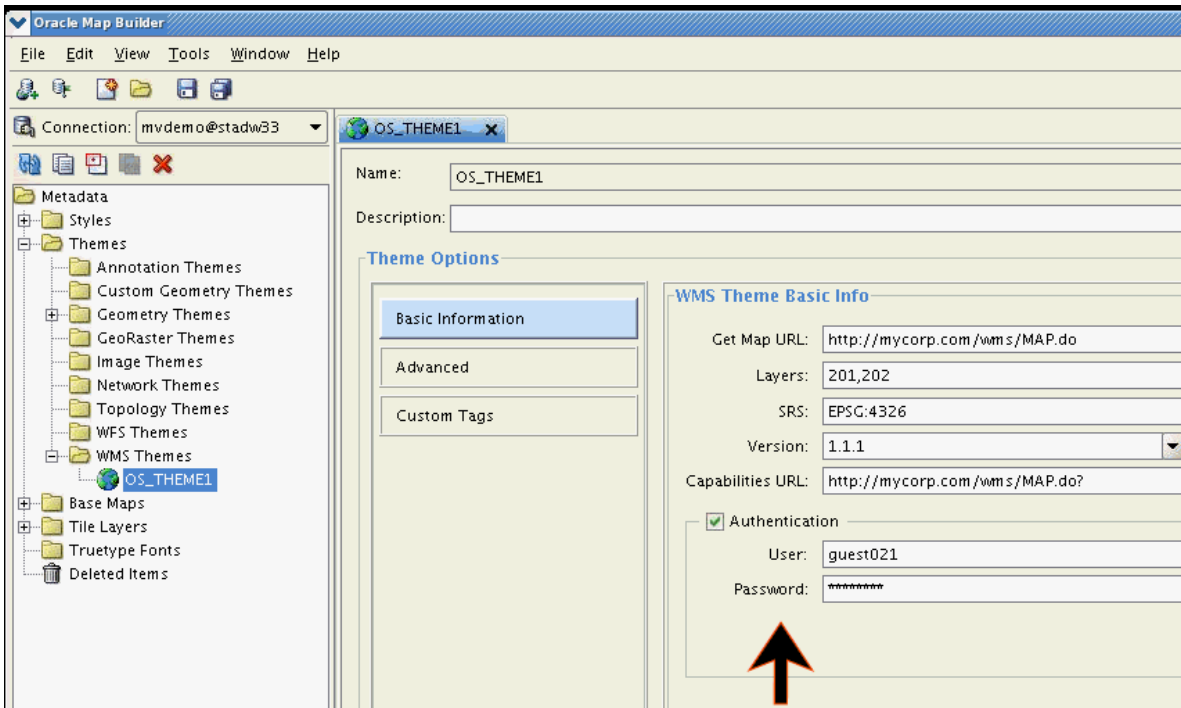 Oracle Map Builder
File Edit View Tools Window Help
Connection: mvdemo@stadw33
Metadata
Styles
Themes
Annotation Themes
Custom Geometry Themes
Geometry Themes
GeoRaster Themes
Image Themes
Network Themes
Topology Themes
WFS Themes
WMS Themes
OS_THEME1
Base Maps
Tile Layers
Truetype Fonts
Deleted Items
OS_THEME1
Name: OS_THEME1
Description:
Theme Options
Basic Information
Advanced
Custom Tags
WMS Theme Basic Info
Get Map URL: http://mycorp.com/wms/MAP.do
Layers: 201,202
SRS: EPSG:4326
Version: 1.1.1
Capabilities URL: http://mycorp.com/wms/MAP.do?
Authentication
User: guest021
Password: ********